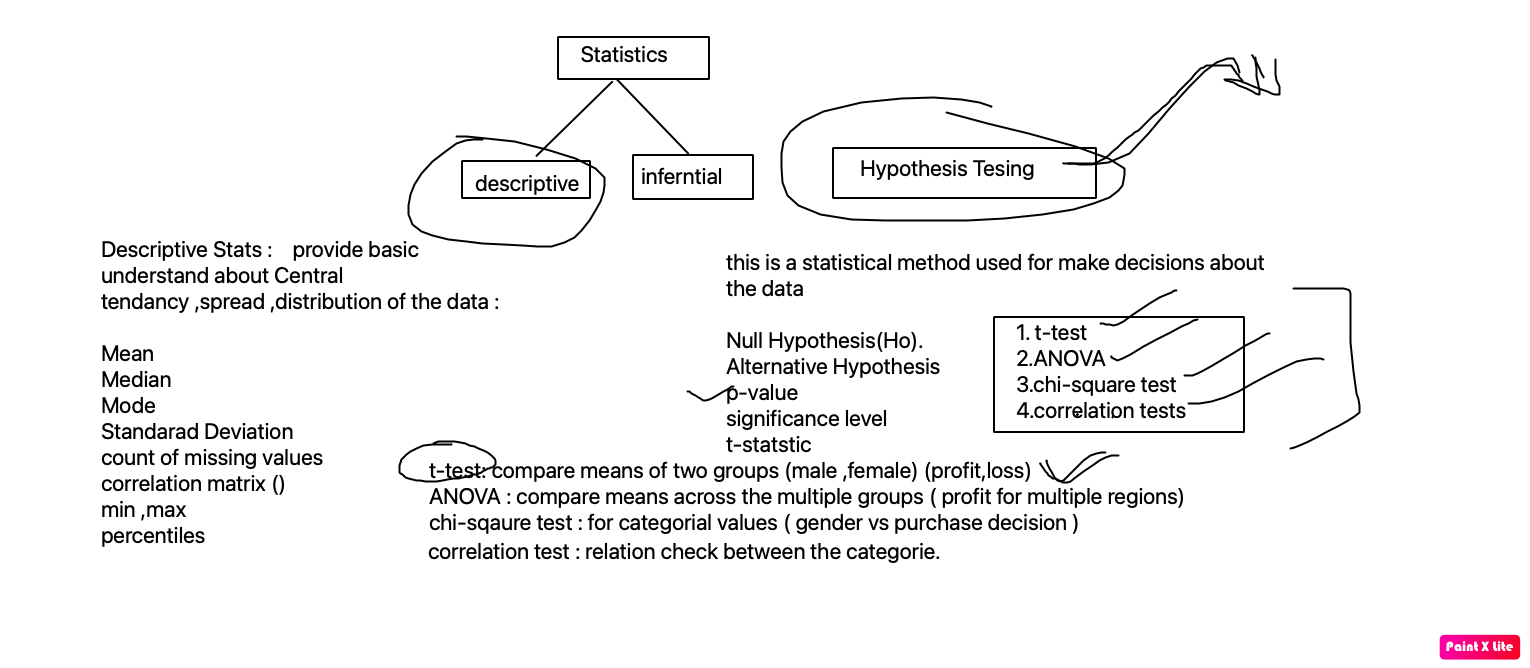 Statistics
descriptive
inferntial
Hypothesis Tesing
Descriptive Stats : provide basic
understand about Central
tendancy ,spread ,distribution of the data :
Mean
Median
Mode
Standarad Deviation
count of missing values
correlation matrix ()
min ,max
percentiles
this is a statistical method used for make decisions about
the data
Null Hypothesis(Ho).
Alternative Hypothesis
p-value
significance level
t-statstic
1. t-test
2.ANOVA
3.chi-square test
4.correlation tests
t-test: compare means of two groups (male ,female) (profit,loss)
ANOVA : compare means across the multiple groups ( profit for multiple regions)
chi-sqaure test : for categorial values ( gender vs purchase decision )
correlation test : relation check between the categorie.
Paint X Lite